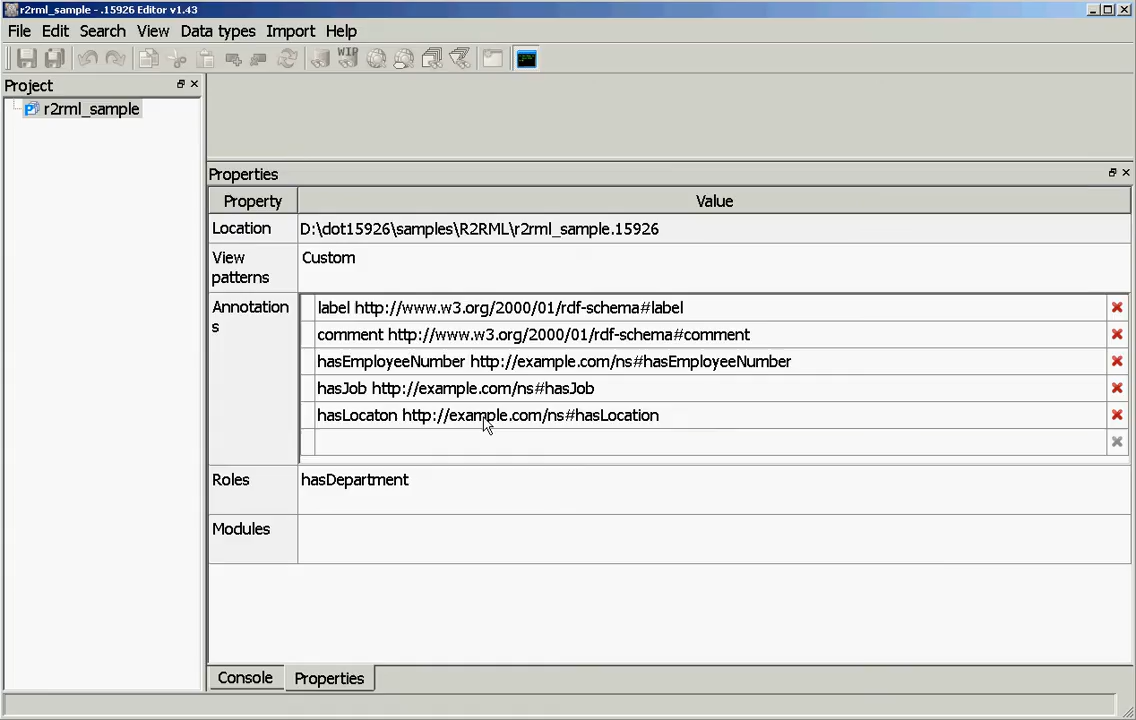 r2rml_sample - .15926 Editor v1.43
File Edit Search View Data types Import Help
WIP
Project
r2rml_sample
Properties
Property Value
Location D:\dot15926\samples\R2RML\r2rml_sample.15926
View patterns Custom
Annotations
label http://www.w3.org/2000/01/rdf-schema#label
comment http://www.w3.org/2000/01/rdf-schema#comment
hasEmployeeNumber http://example.com/ns#hasEmployeeNumber
hasJob http://example.com/ns#hasJob
hasLocaton http://example.com/ns#hasLocation
Roles hasDepartment
Modules
Console Properties